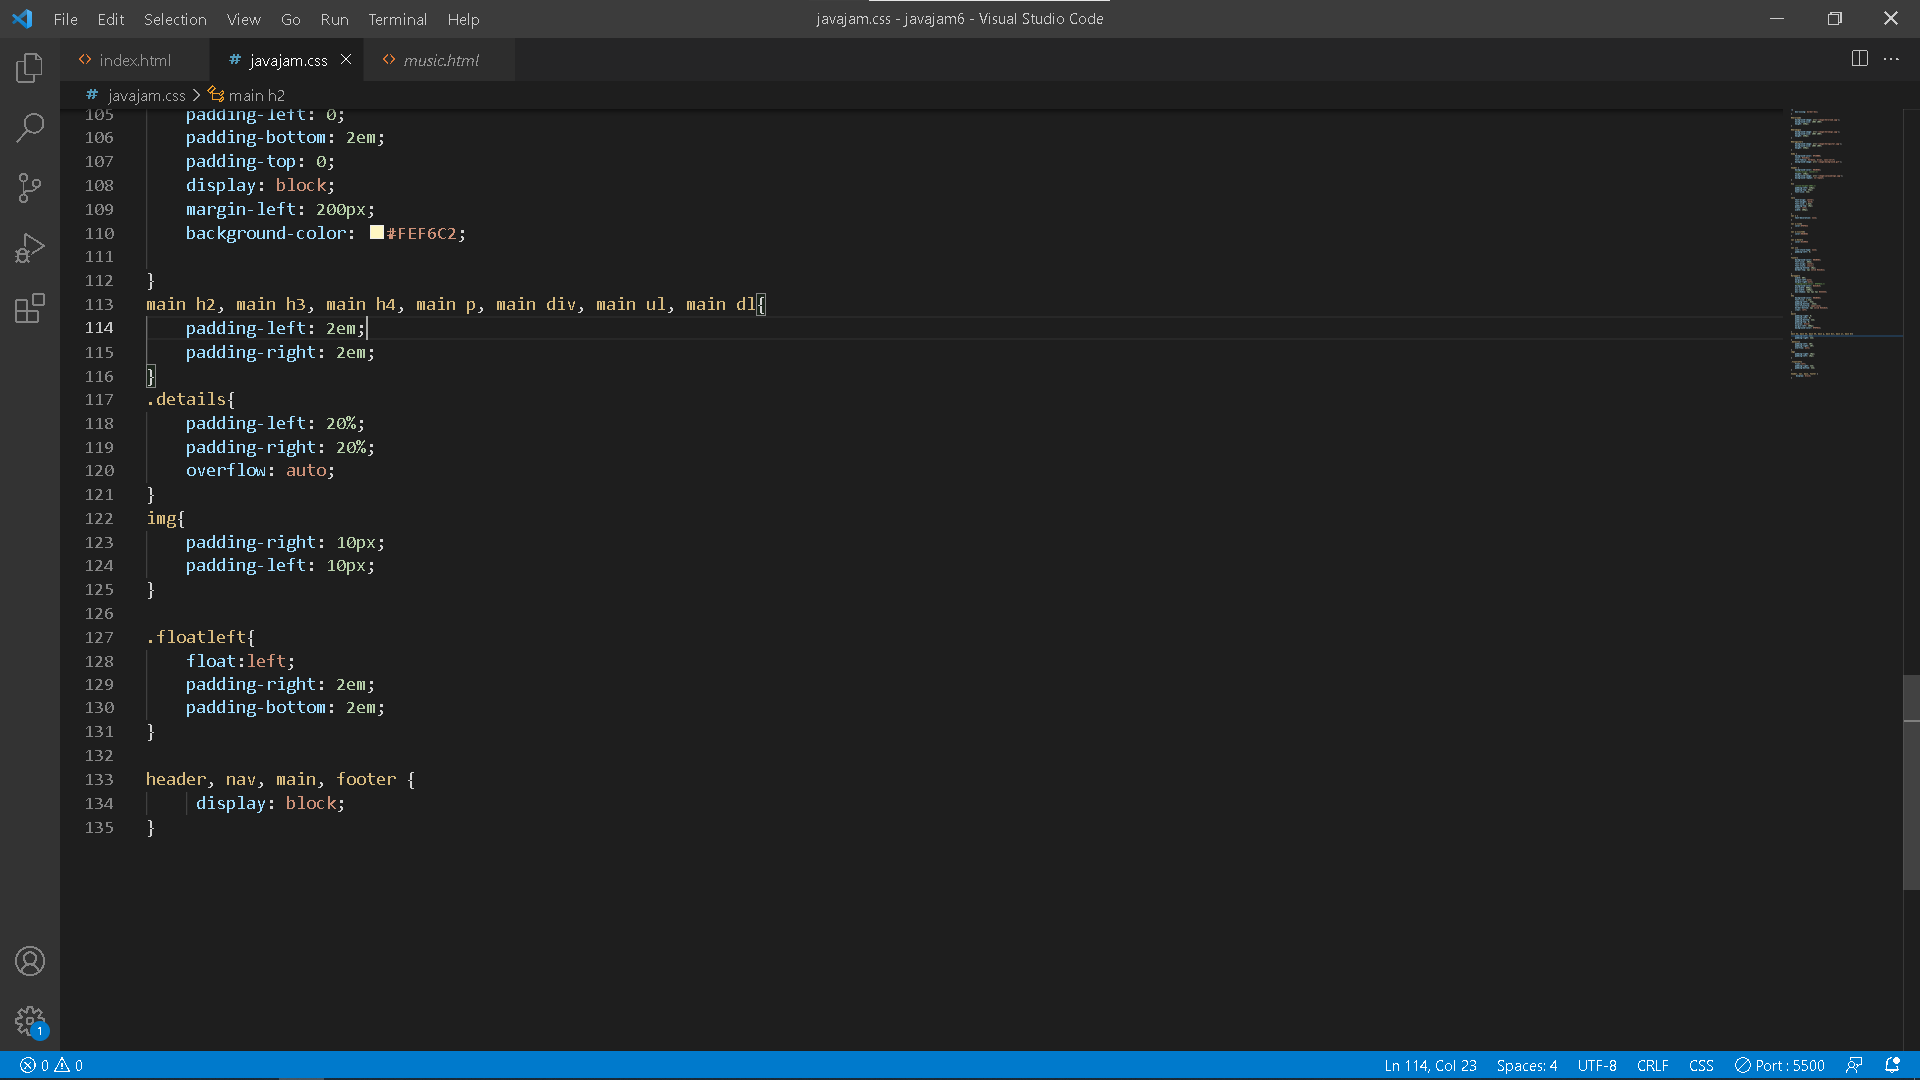 File Edit Selection View Go Run Terminal Help
javajam.css - javajam6 - Visual Studio Code
index.html
# javajam.css
music.html
# javajam.css > main h2
105 padding-left: 0;
106 padding-bottom: 2em;
107 padding-top: 0;
108 display: block;
109 margin-left: 200px;
110 background-color: #FEF6C2;
111
112 }
113 main h2, main h3, main h4, main p, main div, main ul, main dl{
114 padding-left: 2em;
115 padding-right: 2em;
116 }
117 .details{
118 padding-left: 20%;
119 padding-right: 20%;
120 overflow: auto;
121 }
122 img{
123 padding-right: 10px;
124 padding-left: 10px;
125 }
126
127 .floatleft{
128 float:left;
129 padding-right: 2em;
130 padding-bottom: 2em;
131 }
132
133 header, nav, main, footer {
134 display: block;
135 }
1
0 0
Ln 114, Col 23 Spaces: 4 UTF-8 CRLF CSS Port : 5500